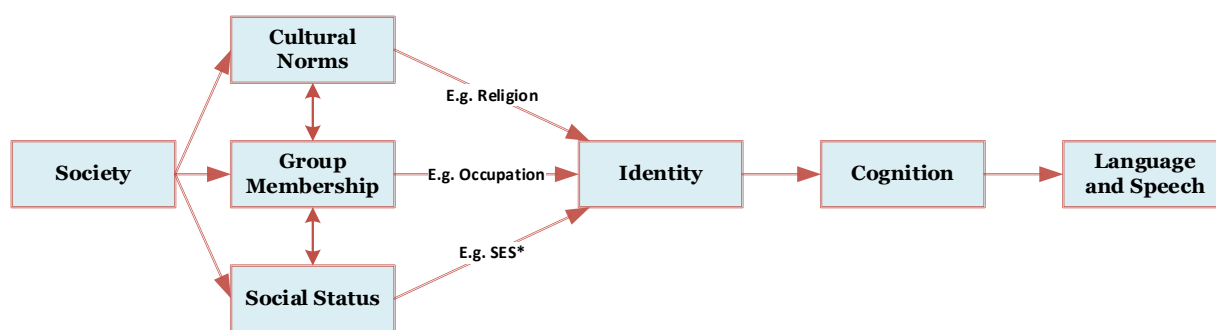 Cultural
Norms
E.g. Religion
Society
Group
Membership
E.g. Occupation
Identity
Cognition
Language
and Speech
E.g. SES*
Social Status